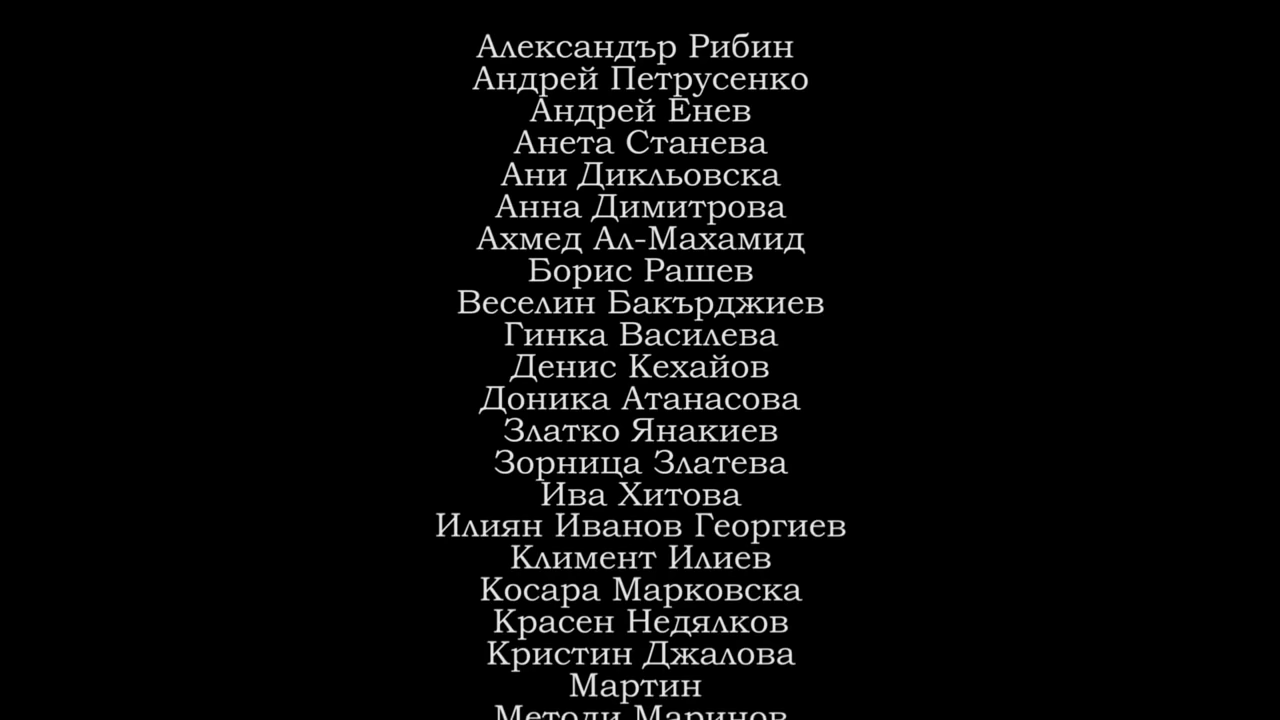 Александър Рибин
Андрей Петрусенко
Андрей Енев
Анета Станева
Ани Дикльовска
Анна Димитрова
Ахмед Ал-Махамид
Борис Рашев
Веселин Бакърджиев
Гинка Василева
Денис Кехайов
Доника Атанасова
Златко Янакиев
Зорница Златева
Ива Хитова
Илиян Иванов Георгиев
Климент Илиев
Косара Марковска
Красен Недялков
Кристин Джалова
Мартин
Методи Маринов